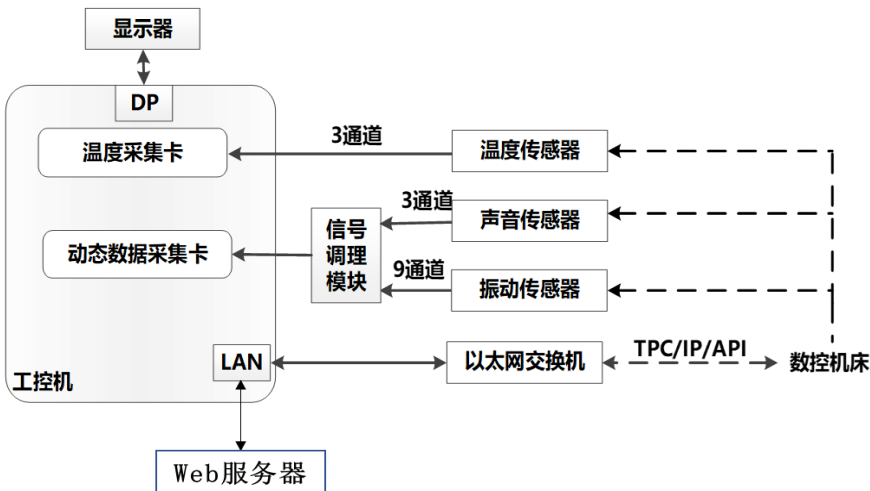 显示器
DP
温度采集卡
3通道
温度传感器
3通道
声音传感器
信号
调理
模块
动态数据采集卡
9通道
振动传感器
LAN
以太网交换机
TPC/IP/API
数控机床
工控机
Web服务器